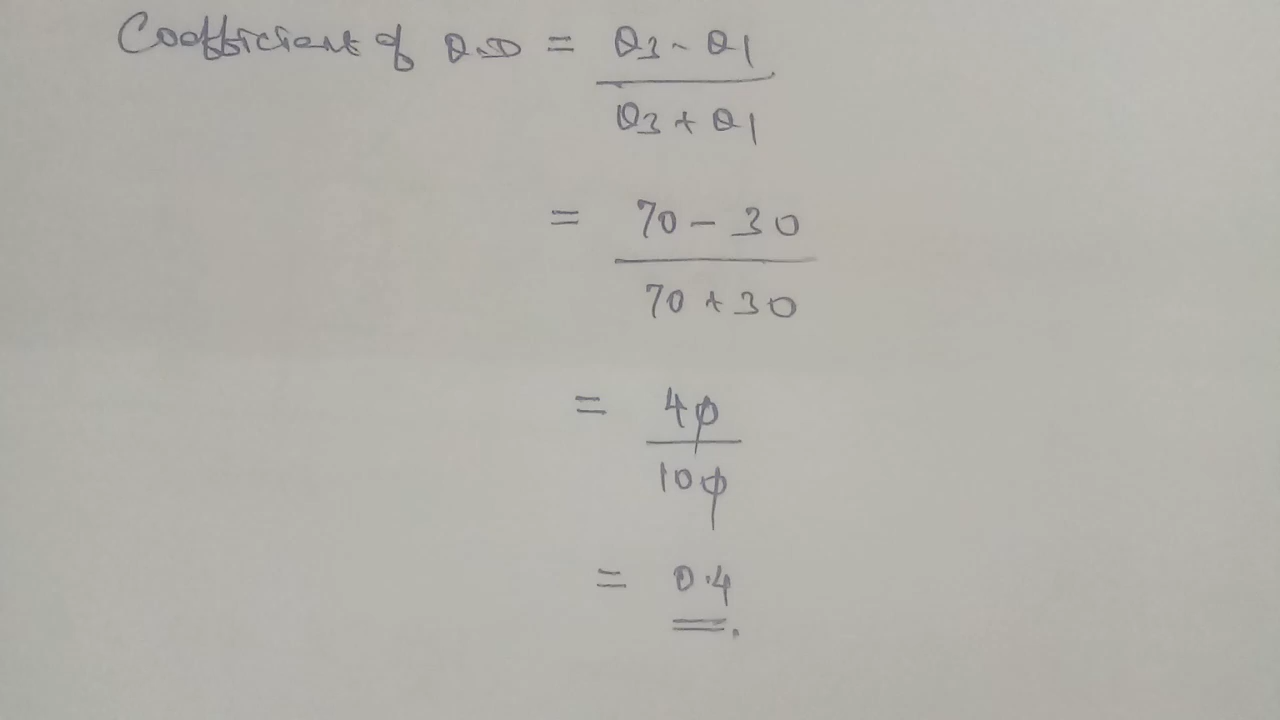 Coefficient of Q.D = Q3 - Q1
Q3 + Q1
= 70 - 30
70 + 30
= 40
100
= 0.4.